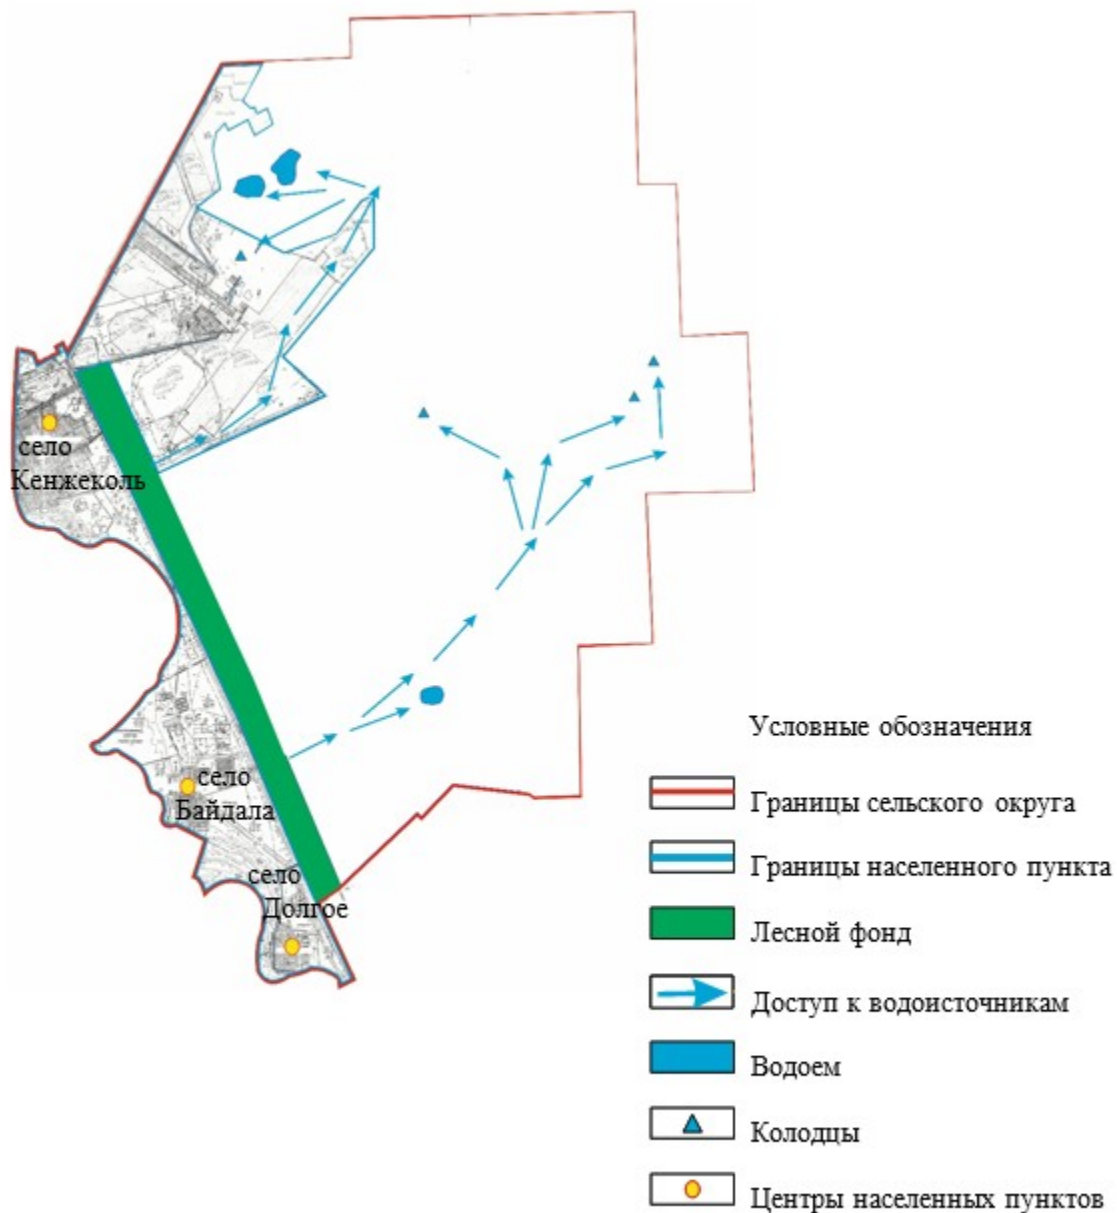 село
Кенжеколь
село
Байдала
село
Долгое
Условные обозначения
Границы сельского округа
Границы населенного пункта
Лесной фонд
Доступ к водоисточникам
Водоем
Колодцы
Центры населенных пунктов